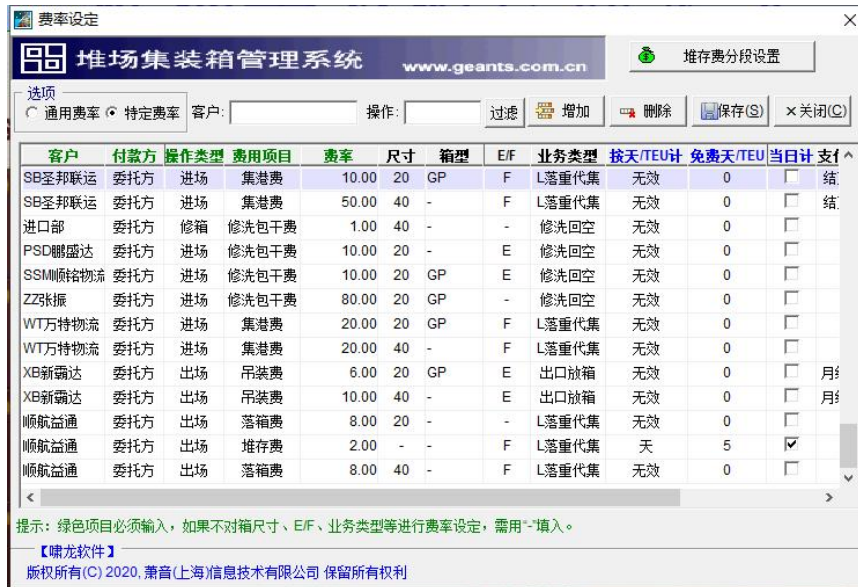 费率设定
堆场集装箱管理系统 www.geants.com.cn 堆存费分段设置
选项
通用费率 特定费率 客户: 操作: 过滤 增加 删除 保存(S) ×关闭(C)
客户 付款方 操作类型 费用项目 费率 尺寸 箱型 E/F 业务类型 按天/TEU计 免费天/TEU 当日计 支付
SB圣邦联运 委托方 进场 集港费 10.00 20 GP F L落重代集 无效 0 结
SB圣邦联运 委托方 进场 集港费 50.00 40 - F L落重代集 无效 0 结
进口部 委托方 修箱 修洗包干费 1.00 40 - - 修洗回空 无效 0
PSD鹏盛达 委托方 进场 修洗包干费 10.00 20 - E 修洗回空 无效 0
SSM顺铭物流 委托方 进场 修洗包干费 10.00 20 GP E 修洗回空 无效 0
ZZ张振 委托方 进场 修洗包干费 80.00 20 GP - 修洗回空 无效 0
WT万特物流 委托方 进场 集港费 20.00 20 GP F L落重代集 无效 0
WT万特物流 委托方 进场 集港费 20.00 40 - F L落重代集 无效 0
XB新霸达 委托方 出场 吊装费 6.00 20 GP E 出口放箱 无效 0 月
XB新霸达 委托方 出场 吊装费 10.00 40 - E 出口放箱 无效 0 月
顺航益通 委托方 出场 落箱费 8.00 20 - - L落重代集 无效 0
顺航益通 委托方 出场 堆存费 2.00 - - F L落重代集 天 5
顺航益通 委托方 出场 落箱费 8.00 40 - F L落重代集 无效 0
提示：绿色项目必须输入，如果不对箱尺寸、E/F、业务类型等进行费率设定，需用“-”填入。
【啸龙软件】
版权所有(C) 2020, 萧音(上海)信息技术有限公司 保留所有权利